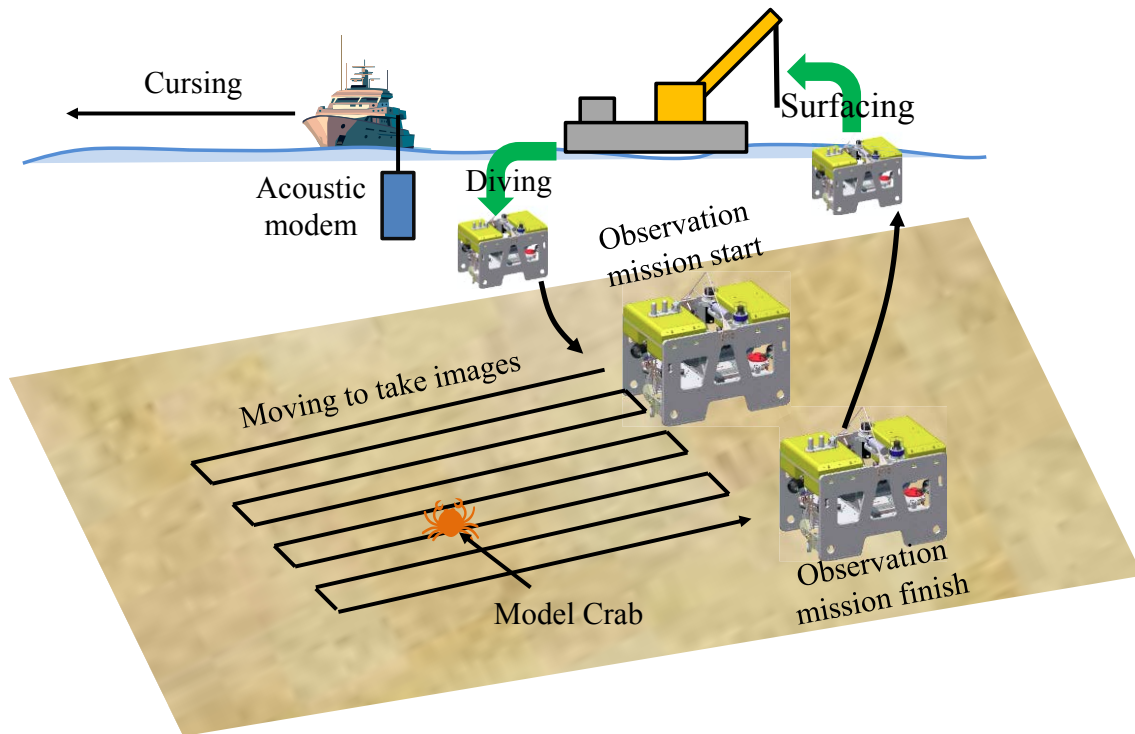 Cursing
Surfacing
Acoustic
modem
Diving
Observation
mission start
Moving to take images
Model Crab
Observation
mission finish